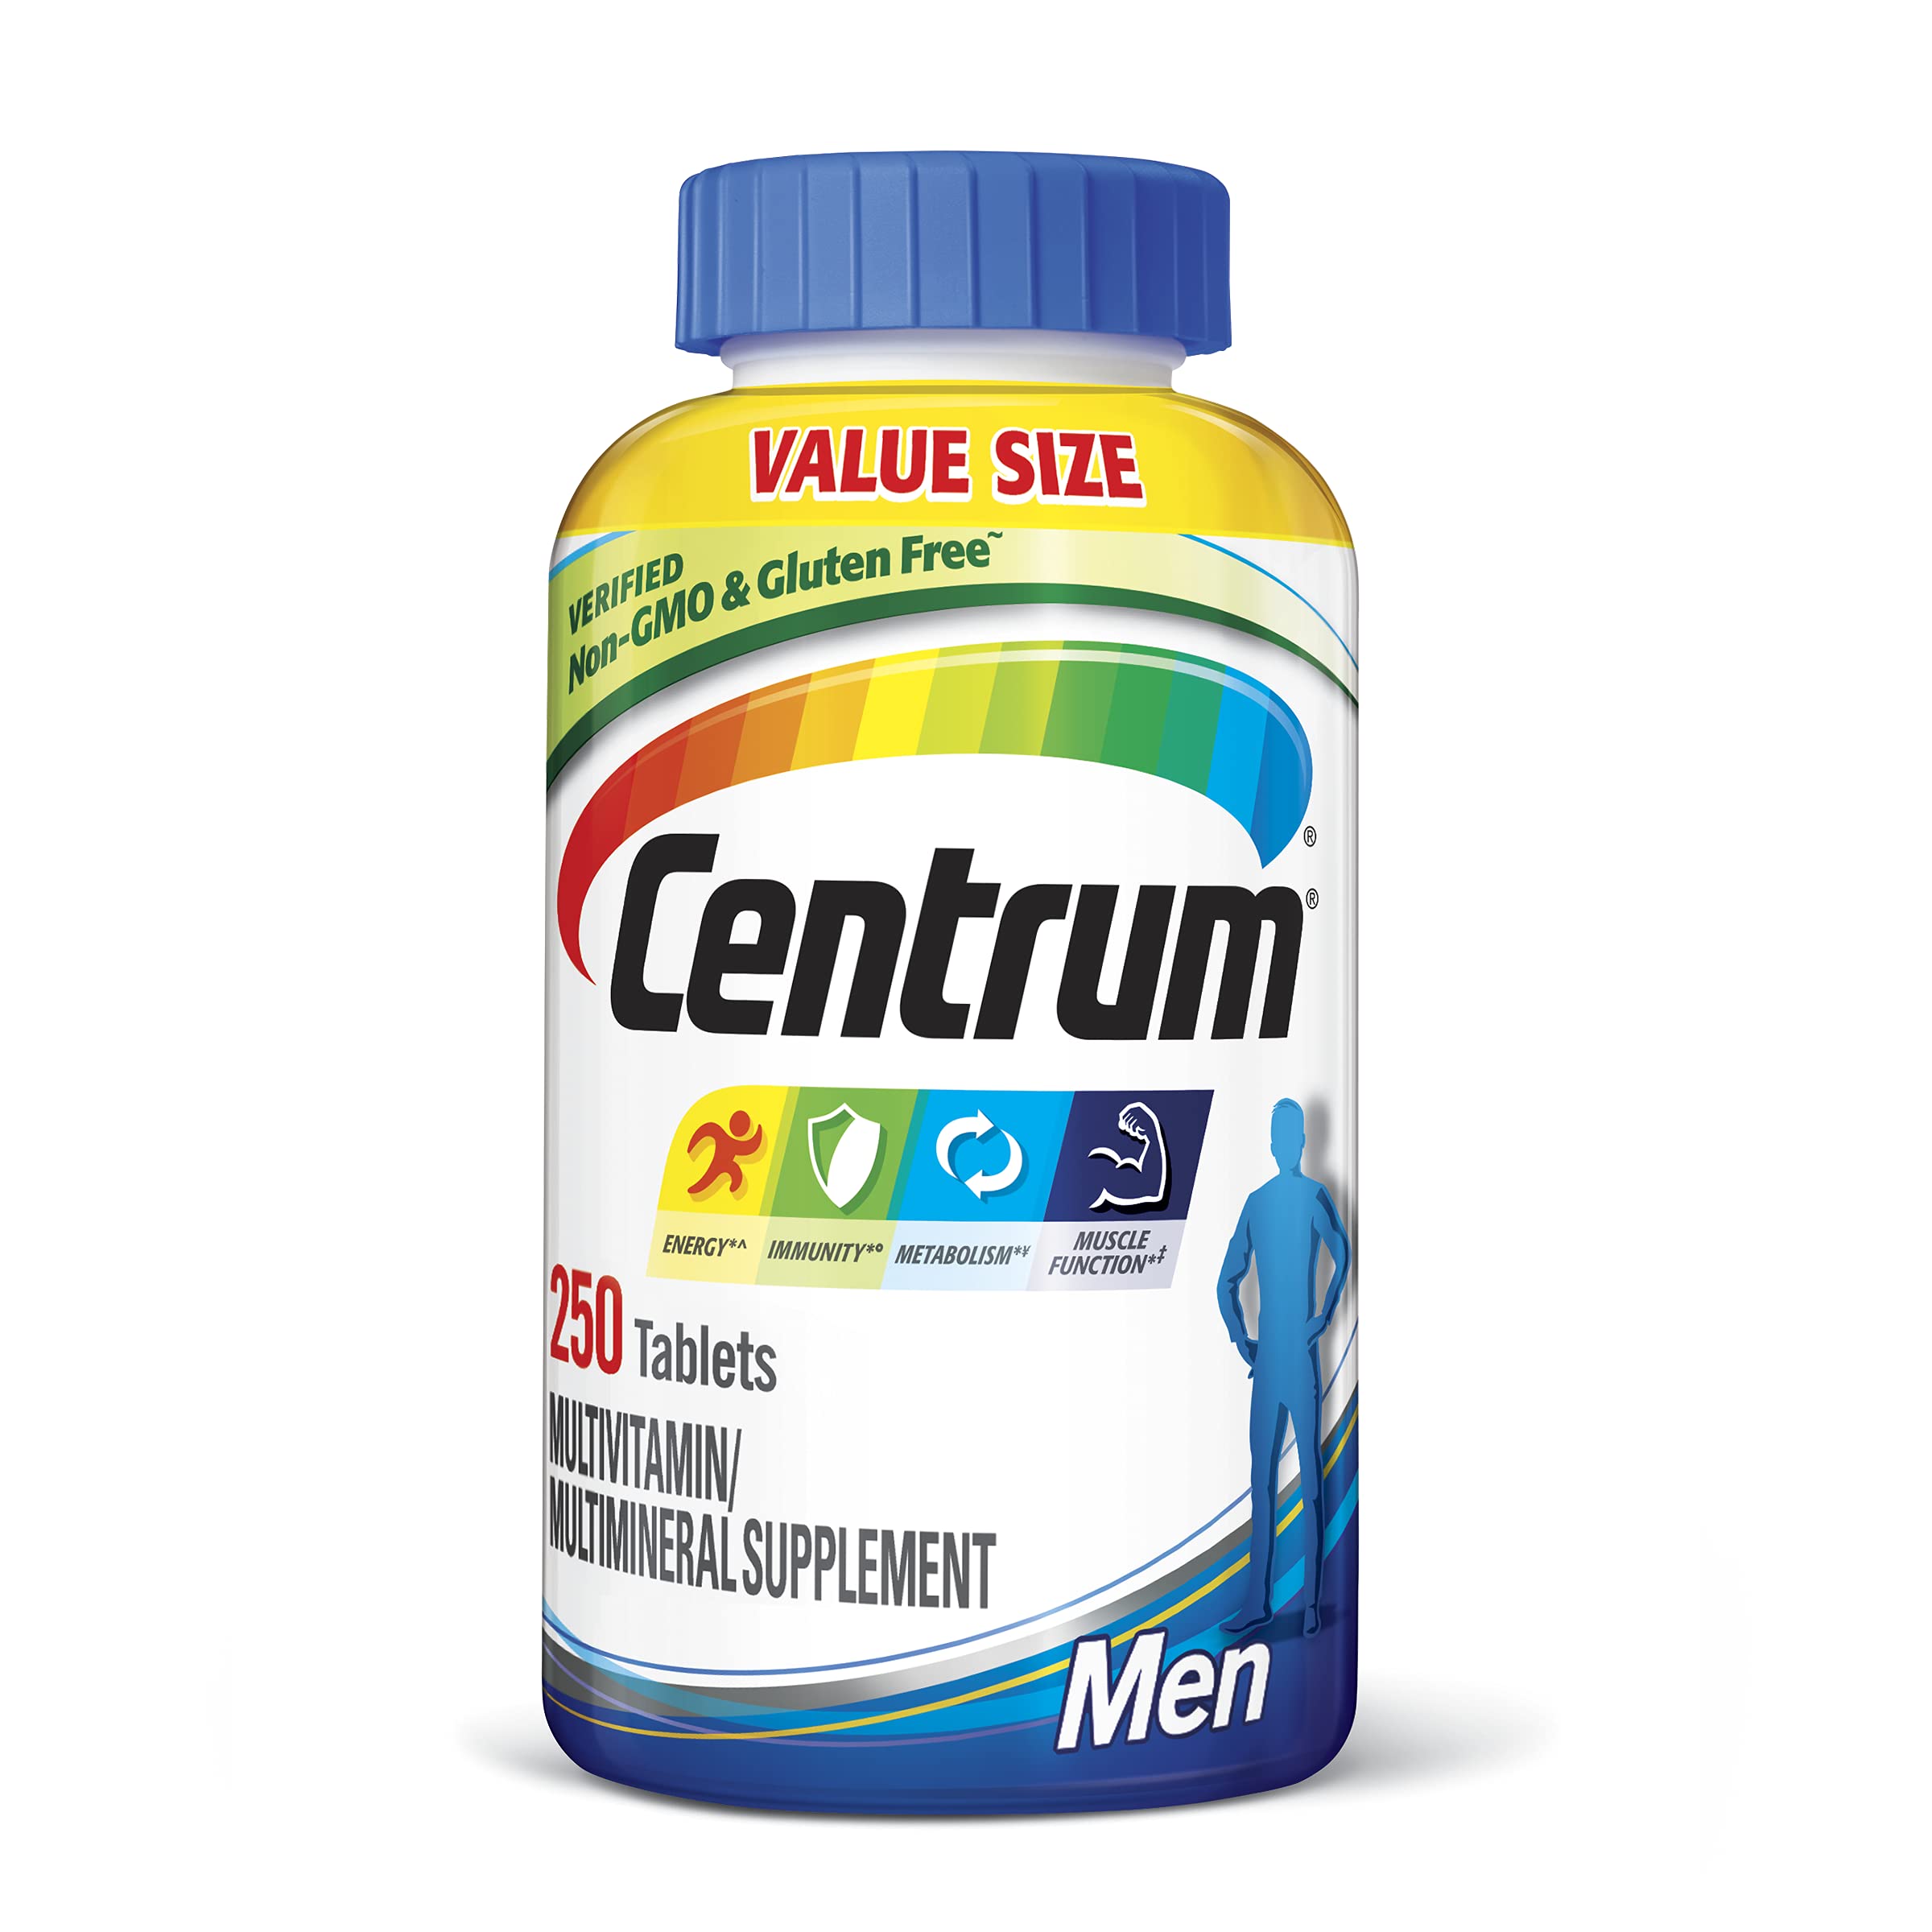 VALUE SIZE
VERIFIED
Non-GMO & Gluten Free~
Centrum®
®
ENERGY*^
IMMUNITY*°
METABOLISM*¥
MUSCLE
FUNCTION*‡
250 Tablets
MULTIVITAMIN/
MULTIMINERAL SUPPLEMENT
Men